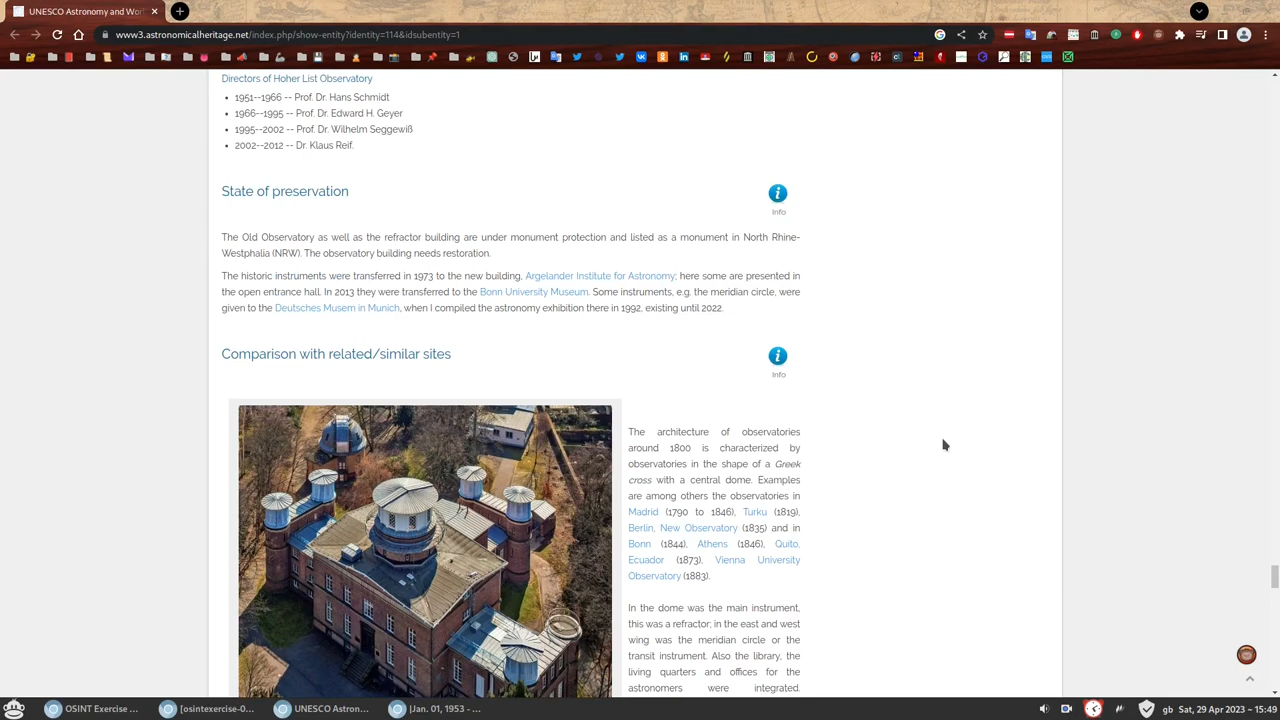 UNESCO Astronomy and Wor
www3.astronomicalheritage.net/index.php/show-entity?identity=114&idsubentity=1
Directors of Hoher List Observatory
1951--1966 -- Prof. Dr. Hans Schmidt
1966--1995 -- Prof. Dr. Edward H. Geyer
1995--2002 -- Prof. Dr. Wilhelm Seggewiß
2002--2012 -- Dr. Klaus Reif.
State of preservation
Info
The Old Observatory as well as the refractor building are under monument protection and listed as a monument in North Rhine-
Westphalia (NRW). The observatory building needs restoration.
The historic instruments were transferred in 1973 to the new building, Argelander Institute for Astronomy; here some are presented in
the open entrance hall. In 2013 they were transferred to the Bonn University Museum. Some instruments, e.g. the meridian circle, were
given to the Deutsches Musem in Munich, when I compiled the astronomy exhibition there in 1992, existing until 2022.
Comparison with related/similar sites
Info
The architecture of observatories
around 1800 is characterized by
observatories in the shape of a Greek
cross with a central dome. Examples
are among others the observatories in
Madrid (1790 to 1846), Turku (1819),
Berlin, New Observatory (1835) and in
Bonn (1844), Athens (1846), Quito,
Ecuador (1873), Vienna University
Observatory (1883).
In the dome was the main instrument,
this was a refractor; in the east and west
wing was the meridian circle or the
transit instrument. Also the library, the
living quarters and offices for the
astronomers were integrated.
OSINT Exercise ...
[osintexercise-0...
UNESCO Astron...
[Jan. 01, 1953 - ...
gb Sat, 29 Apr 2023 ~ 15:49